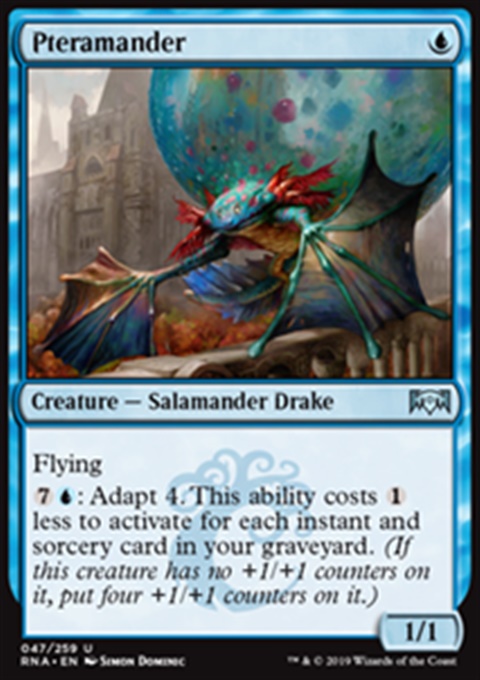 Pteramander
Creature — Salamander Drake
Flying
7 : Adapt 4. This ability costs 1
less to activate for each instant and
sorcery card in your graveyard. (If
this creature has no +1/+1 counters on
it, put four +1/+1 counters on it.)
1/1
047/259 U
RNA • EN Simon Dominic
™ & © 2019 Wizards of the Coast